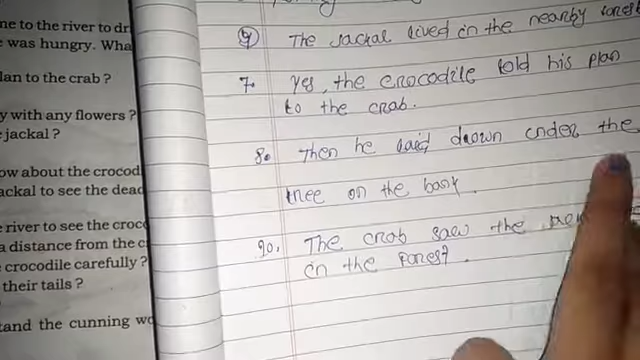 me to the river to dr
was hungry. Wha
lan to the crab ?
y with any flowers ?
jackal ?
ow about the crocod
ackal to see the dead
river to see the croc
a distance from the c
crocodile carefully ?
their tails ?
tand the cunning wo
9 The Jackal lived in the nearby forest
7. Yes, the crocodile told his plan
to the crab.
8. Then he laid down under the
tree on the bank.
90. The crab saw the
in the forest.